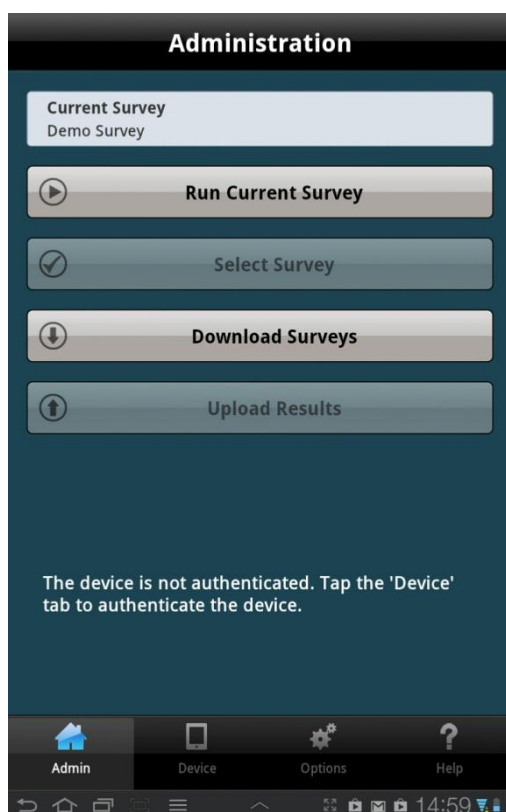 Administration
Current Survey
Demo Survey
Run Current Survey
Select Survey
Download Surveys
Upload Results
The device is not authenticated. Tap the 'Device'
tab to authenticate the device.
Admin Device Options Help
14:59